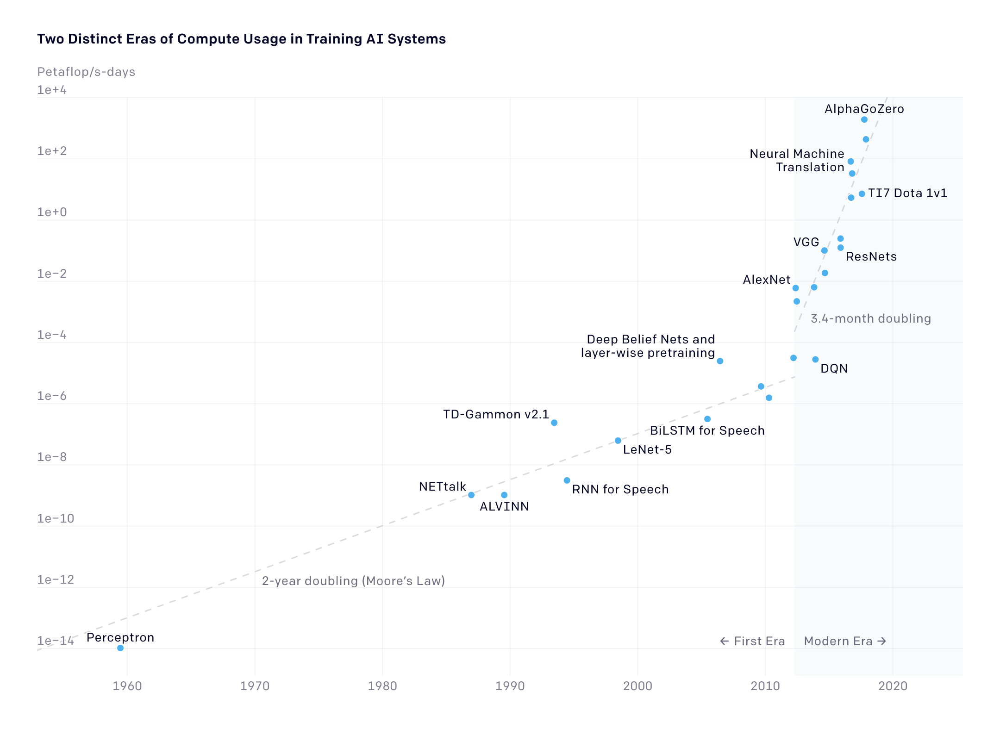 Two Distinct Eras of Compute Usage in Training AI Systems
Petaflop/s-days
1e+4
AlphaGoZero
1e+2
Neural Machine
Translation
TI7 Dota 1v1
1e+0
VGG
ResNets
1e−2
AlexNet
3.4-month doubling
1e−4
Deep Belief Nets and
layer-wise pretraining
DQN
1e−6
TD-Gammon v2.1
BiLSTM for Speech
LeNet-5
1e−8
NETtalk
RNN for Speech
ALVINN
1e−10
1e−12
2-year doubling (Moore’s Law)
Perceptron
1e−14
← First Era
Modern Era →
1960
1970
1980
1990
2000
2010
2020